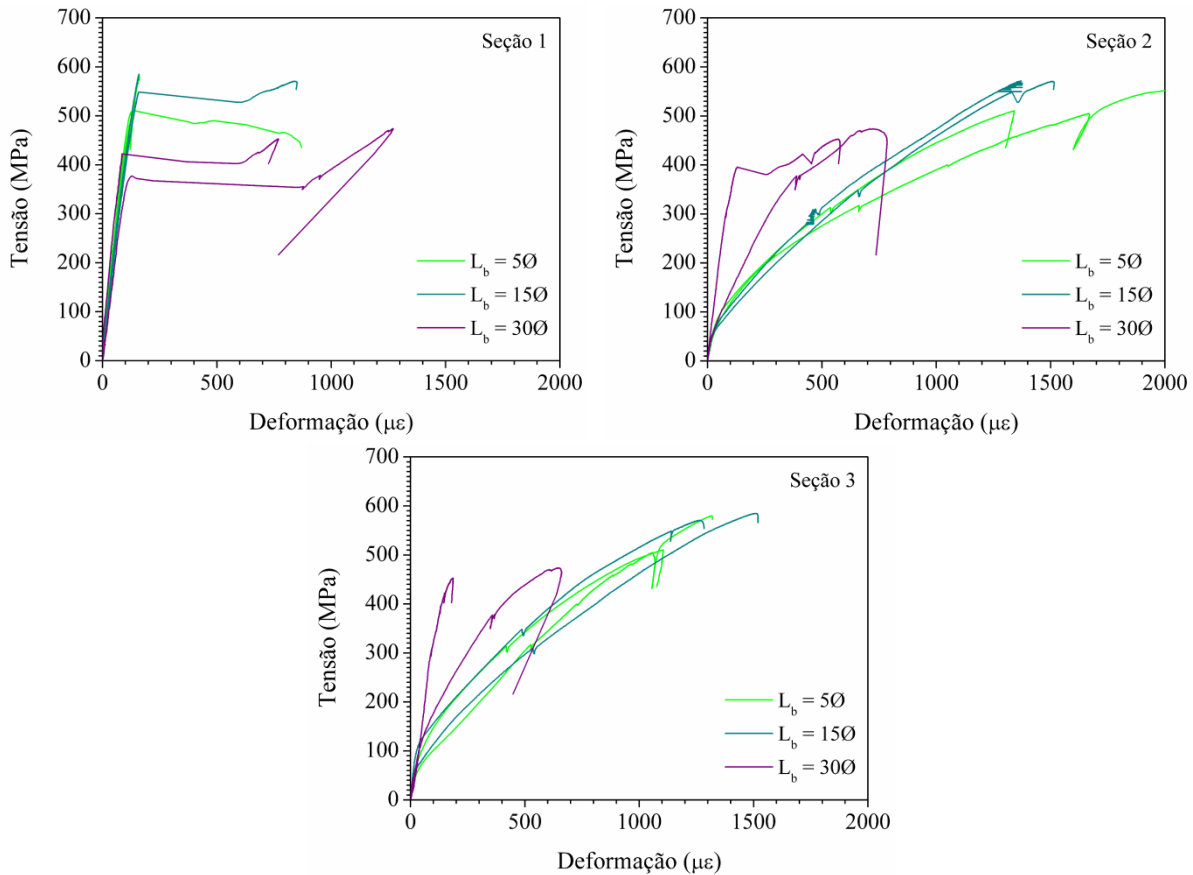 Seção 1
Tensão (MPa)
700
600
500
400
300
200
100
0
L_b = 5Ø
L_b = 15Ø
L_b = 30Ø
0 500 1000 1500 2000
Deformação (με)
Seção 2
Tensão (MPa)
700
600
500
400
300
200
100
0
L_b = 5Ø
L_b = 15Ø
L_b = 30Ø
0 500 1000 1500 2000
Deformação (με)
Seção 3
Tensão (MPa)
700
600
500
400
300
200
100
0
L_b = 5Ø
L_b = 15Ø
L_b = 30Ø
0 500 1000 1500 2000
Deformação (με)